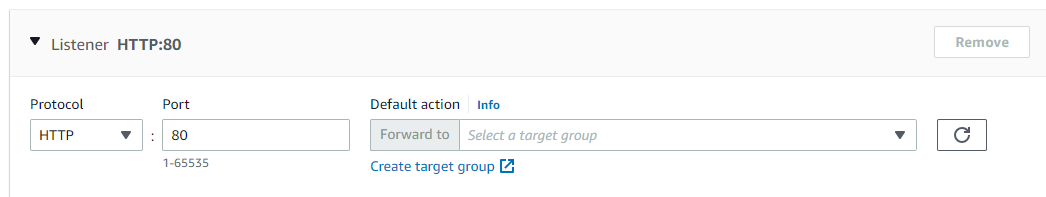 Listener HTTP:80
Remove
Protocol
Port
Default action
Info
HTTP
:
80
Forward to
Select a target group
1-65535
Create target group